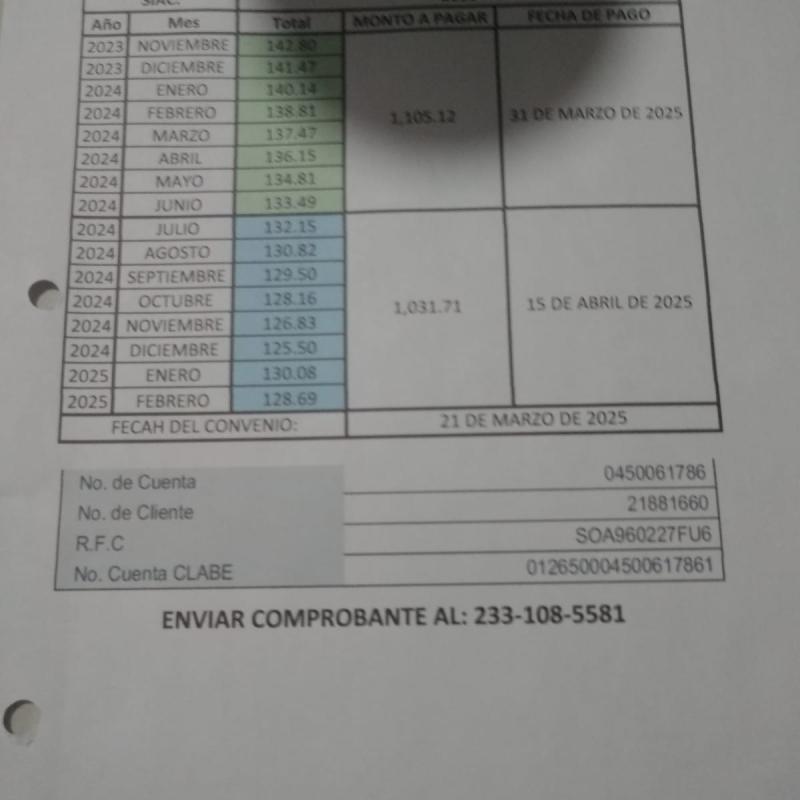 SIAC:
Año Mes Total MONTO A PAGAR FECHA DE PAGO
2023 NOVIEMBRE 142.80
2023 DICIEMBRE 141.47
2024 ENERO 140.14
2024 FEBRERO 138.81 1,105.12 31 DE MARZO DE 2025
2024 MARZO 137.47
2024 ABRIL 136.15
2024 MAYO 134.81
2024 JUNIO 133.49
2024 JULIO 132.15
2024 AGOSTO 130.82
2024 SEPTIEMBRE 129.50
2024 OCTUBRE 128.16 1,031.71 15 DE ABRIL DE 2025
2024 NOVIEMBRE 126.83
2024 DICIEMBRE 125.50
2025 ENERO 130.08
2025 FEBRERO 128.69
FECAH DEL CONVENIO: 21 DE MARZO DE 2025
No. de Cuenta 0450061786
No. de Cliente 21881660
R.F.C SOA960227FU6
No. Cuenta CLABE 012650004500617861
ENVIAR COMPROBANTE AL: 233-108-5581